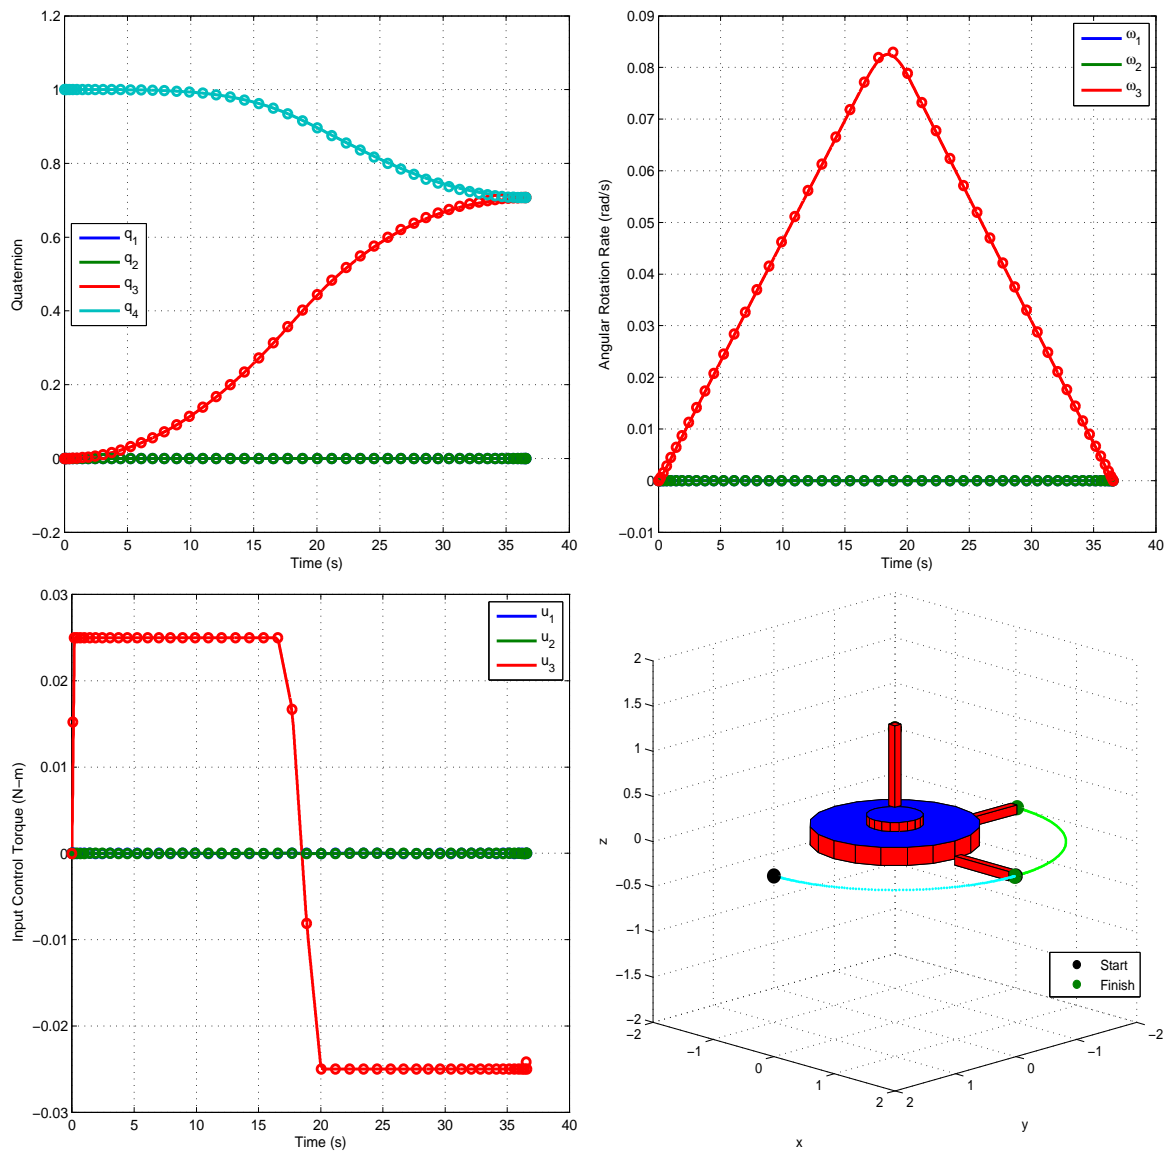 1.2
1
0.8
0.6
0.4
0.2
0
−0.2
Quaternion
q1
q2
q3
q4
0 5 10 15 20 25 30 35 40
Time (s)
0.09
0.08
0.07
0.06
0.05
0.04
0.03
0.02
0.01
0
−0.01
Angular Rotation Rate (rad/s)
ω1
ω2
ω3
0 5 10 15 20 25 30 35 40
Time (s)
0.03
0.02
0.01
0
−0.01
−0.02
−0.03
Input Control Torque (N−m)
u1
u2
u3
0 5 10 15 20 25 30 35 40
Time (s)
2
1.5
1
0.5
0
−0.5
−1
−1.5
−2
z
Start
Finish
−2
−1
0
1
2
x
2
1
0
−1
−2
y